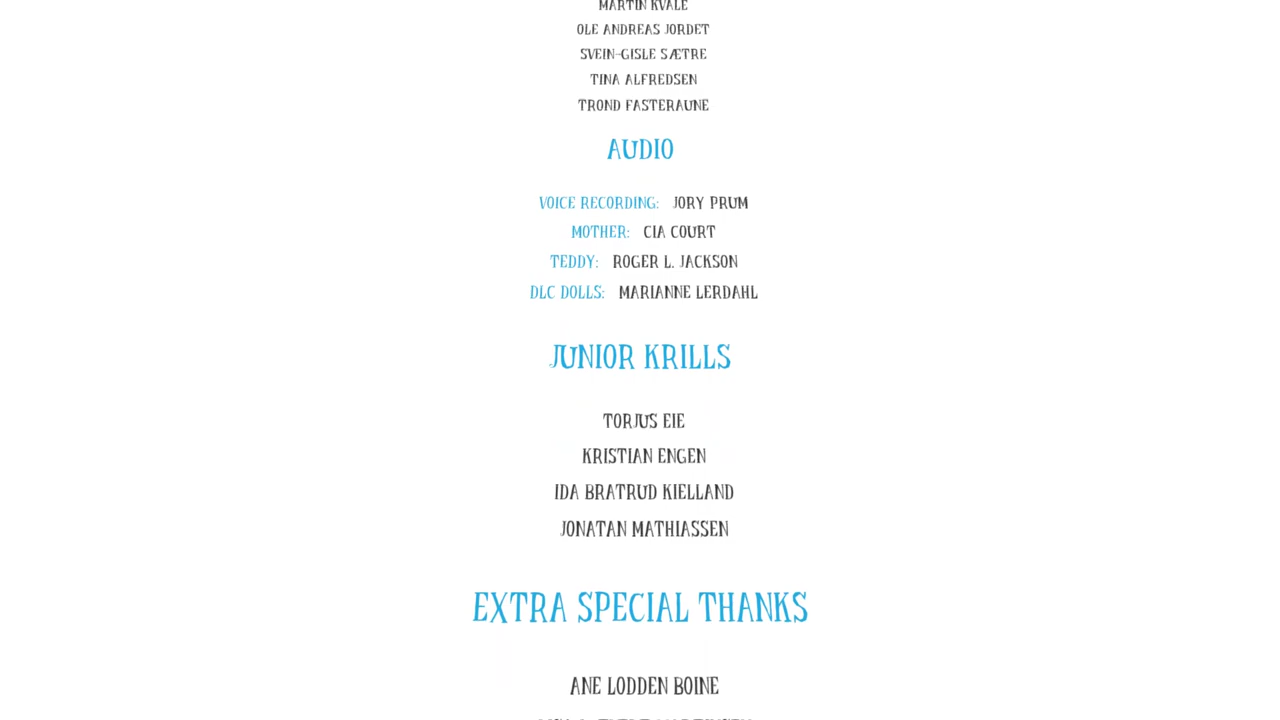 MARTIN KVALE
OLE ANDREAS JORDET
SVEIN-GISLE SÆTRE
TINA ALFREDSEN
TROND FASTERAUNE
AUDIO
VOICE RECORDING: JORY PRUM
MOTHER: CIA COURT
TEDDY: ROGER L. JACKSON
DLC DOLLS: MARIANNE LERDAHL
JUNIOR KRILLS
TORJUS EIE
KRISTIAN ENGEN
IDA BRATRUD KIELLAND
JONATAN MATHIASSEN
EXTRA SPECIAL THANKS
ANE LODDEN BOINE